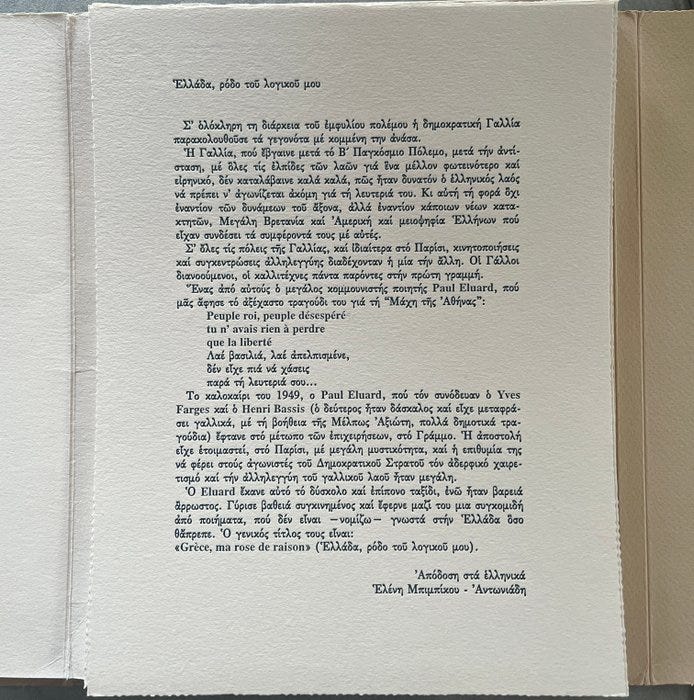 Ἑλλάδα, ρόδο τοῦ λογικοῦ μου
Σ' ὁλόκληρη τη διάρκεια τοῦ ἐμφυλίου πολέμου ἡ δημοκρατική Γαλλία
παρακολουθοῦσε τά γεγονότα μέ κομμένη την ἀνάσα.
Ἡ Γαλλία, πού ἔβγαινε μετά τό Β΄ Παγκόσμιο Πόλεμο, μετά τήν ἀντί-
σταση, μέ ὅλες τίς ἐλπίδες τῶν λαῶν γιά ἕνα μέλλον φωτεινότερο καί
εἰρηνικό, δέν καταλάβαινε καλά καλά, πῶς ἦταν δυνατόν ὁ ἑλληνικός λαός
νά πρέπει ν' ἀγωνίζεται ἀκόμη γιά τή λευτεριά του. Κι αὐτή τή φορά ὄχι
ἐναντίον τῶν δυνάμεων τοῦ ἄξονα, ἀλλά ἐναντίον κάποιων νέων κατα-
κτητῶν, Μεγάλη Βρετανία καί Ἀμερική καί μειοψηφία Ἑλλήνων πού
εἶχαν συνδέσει τά συμφέροντά τους μέ αὐτές.
Σ' ὅλες τίς πόλεις τῆς Γαλλίας, καί ἰδιαίτερα στό Παρίσι, κινητοποιήσεις
καί συγκεντρώσεις ἀλληλεγγύης διαδέχονταν ἡ μία τήν ἄλλη. Οἱ Γάλλοι
διανοούμενοι, οἱ καλλιτέχνες πάντα παρόντες στήν πρώτη γραμμή.
Ἕνας ἀπό αὐτούς ὁ μεγάλος κομμουνιστής ποιητής Paul Eluard, πού
μᾶς ἄφησε τό ἀξέχαστο τραγούδι του γιά τή "Μάχη τῆς Ἀθήνας":
Peuple roi, peuple désespéré
tu n' avais rien à perdre
que la liberté
Λαέ βασιλιά, λαέ ἀπελπισμένε,
δέν εἶχε πιά νά χάσεις
παρά τή λευτεριά σου...
Το καλοκαίρι του 1949, ο Paul Eluard, πού τόν συνόδευαν ὁ Yves
Farges καί ὁ Henri Bassis (ὁ δεύτερος ἦταν δάσκαλος καί εἶχε μεταφρά-
σει γαλλικά, μέ τή βοήθεια τῆς Μέλπως Ἀξιώτη, πολλά δημοτικά τρα-
γούδια) ἔφτανε στό μέτωπο τῶν ἐπιχειρήσεων, στό Γράμμο. Ἡ ἀποστολή
εἶχε ἑτοιμαστεί, στό Παρίσι, μέ μεγάλη μυστικότητα, καί ἡ ἐπιθυμία της
νά φέρει στούς ἀγωνιστές τοῦ Δημοκρατικοῦ Στρατοῦ τόν ἀδερφικό χαιρε-
τισμό καί τήν ἀλληλεγγύη τοῦ γαλλικοῦ λαοῦ ἦταν μεγάλη.
Ὁ Eluard ἔκανε αὐτό τό δύσκολο καί ἐπίπονο ταξίδι, ἐνῶ ἦταν βαρειά
ἄρρωστος. Γύρισε βαθειά συγκινημένος καί ἔφερνε μαζί του μια συγκομιδή
ἀπό ποιήματα, πού δέν εἶναι —νομίζω— γνωστά στήν Ἑλλάδα ὅσο
θἄπρεπε. Ὁ γενικός τίτλος τους εἶναι:
«Grèce, ma rose de raison» (Ἑλλάδα, ρόδο τοῦ λογικοῦ μου).
Ἀπόδοση στά ἑλληνικά
Ἑλένη Μπιμπίκου - Ἀντωνιάδη